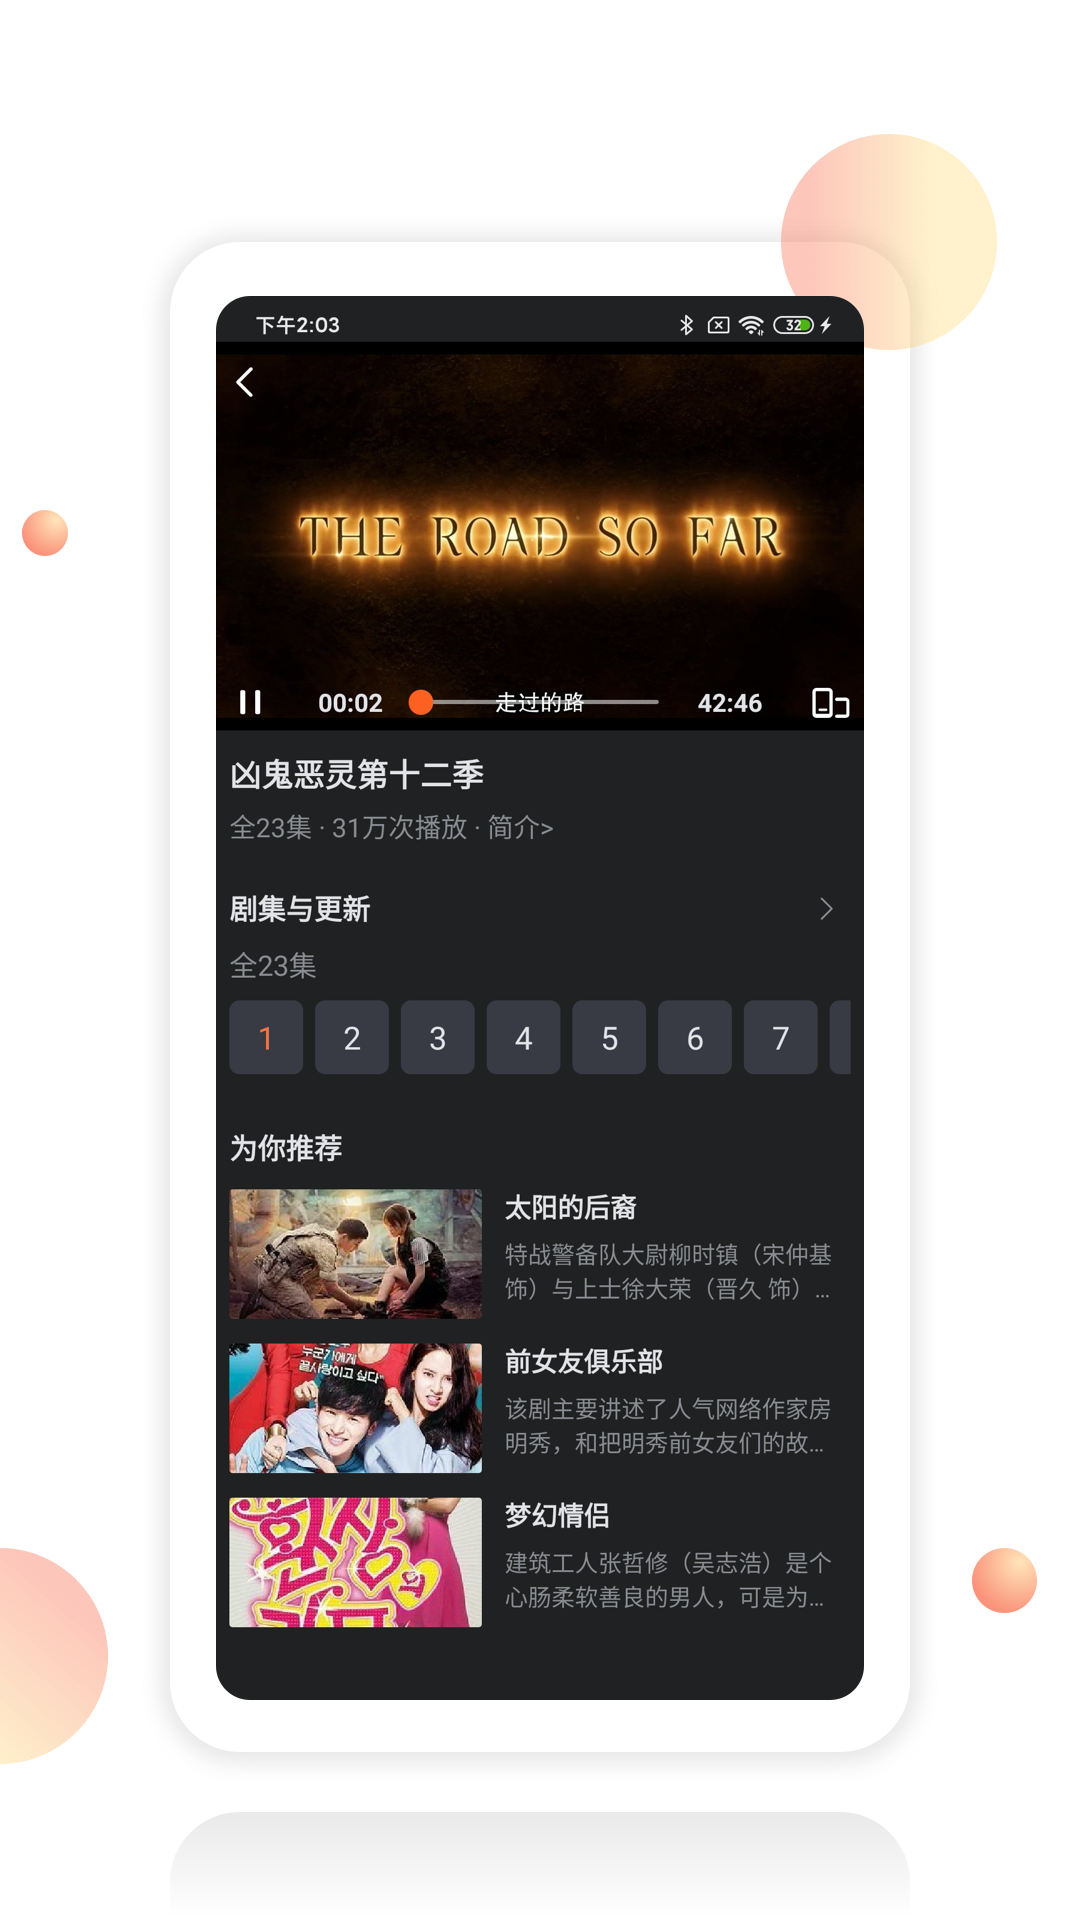 下午2:03
32
THE ROAD SO FAR
00:02
走过的路
42:46
凶鬼恶灵第十二季
全23集 · 31万次播放 · 简介>
剧集与更新
全23集
1 2 3 4 5 6 7
为你推荐
太阳的后裔
特战警备队大尉柳时镇（宋仲基
饰）与上士徐大荣（晋久 饰）...
누군가에게
끝사랑이고 싶다"
前女友俱乐部
该剧主要讲述了人气网络作家房
明秀，和把明秀前女友们的故...
환상의
梦幻情侣
建筑工人张哲修（吴志浩）是个
心肠柔软善良的男人，可是为...